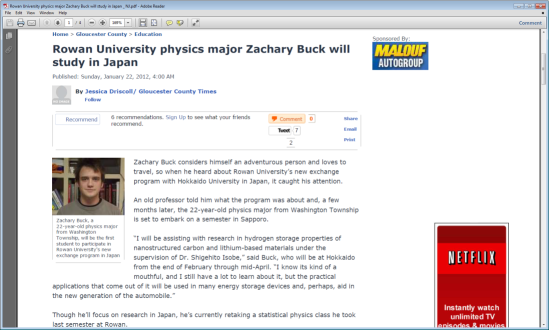 Rowan University physics major Zachary Buck will study in Japan _ NJ.pdf - Adobe Reader
File Edit View Window Help
1 / 4 100% Comment
Home > Gloucester County > Education
Rowan University physics major Zachary Buck will
study in Japan
Published: Sunday, January 22, 2012, 4:00 AM
By Jessica Driscoll/ Gloucester County Times
Follow
Sponsored By:
MALOUF
AUTOGROUP
Recommend
6 recommendations. Sign Up to see what your friends
recommend.
Comment 0
Tweet 7
2
Share
Email
Print
Zachary Buck, a
22-year-old physics major
from Washington
Township, will be the first
student to participate in
Rowan University's new
exchange program in Japan
Zachary Buck considers himself an adventurous person and loves to
travel, so when he heard about Rowan University's new exchange
program with Hokkaido University in Japan, it caught his attention.
An old professor told him what the program was about and, a few
months later, the 22-year-old physics major from Washington Township
is set to embark on a semester in Sapporo.
"I will be assisting with research in hydrogen storage properties of
nanostructured carbon and lithium-based materials under the
supervision of Dr. Shigehito Isobe," said Buck, who will be at Hokkaido
from the end of February through mid-April. "I know its kind of a
mouthful, and I still have a lot to learn about it, but the practical
applications that come out of it will be used in many energy storage devices and, perhaps, aid in
the new generation of the automobile."
Though he'll focus on research in Japan, he's currently retaking a statistical physics class he took
last semester at Rowan.
NETFLIX
Instantly watch
unlimited TV
episodes & movies